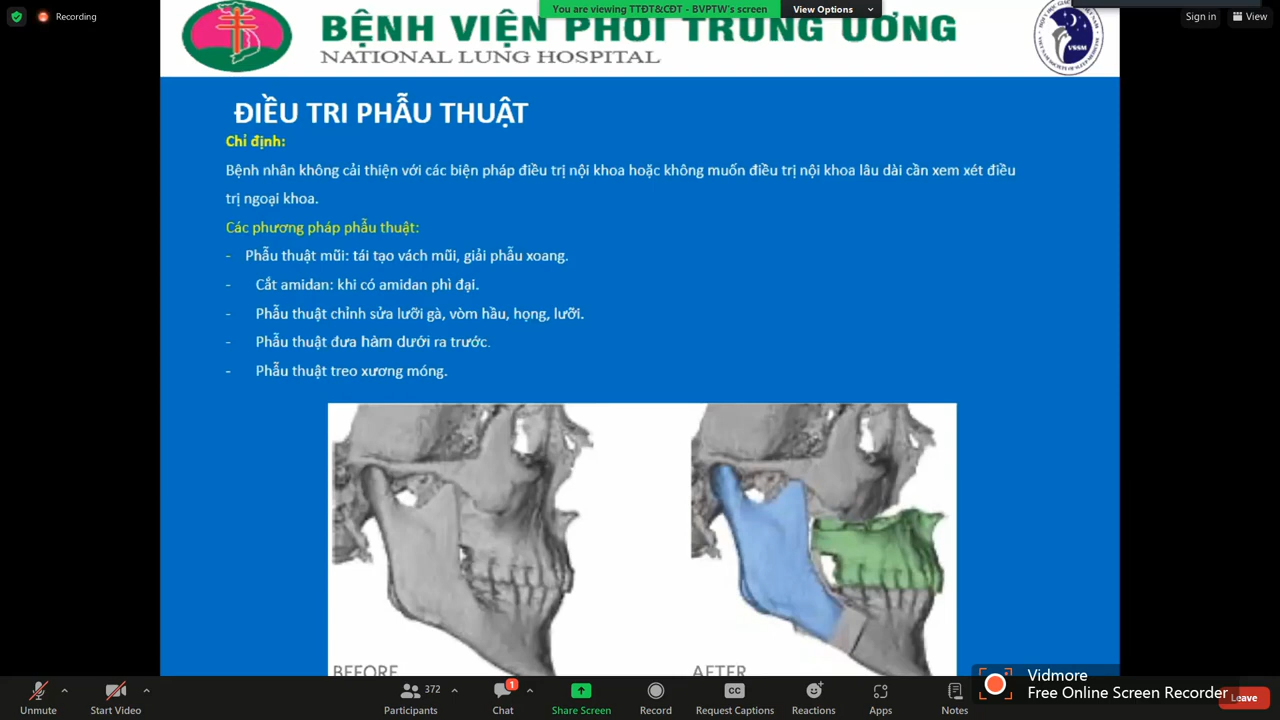 Recording
You are viewing TTĐT&CĐT - BVPTW's screen
View Options
Sign in
View
BỆNH VIỆN PHỔI TRUNG ƯƠNG
NATIONAL LUNG HOSPITAL
VSSM
ĐIỀU TRI PHẪU THUẬT
Chỉ định:
Bệnh nhân không cải thiện với các biện pháp điều trị nội khoa hoặc không muốn điều trị nội khoa lâu dài cần xem xét điều
trị ngoại khoa.
Các phương pháp phẫu thuật:
- Phẫu thuật mũi: tái tạo vách mũi, giải phẫu xoang.
- Cắt amidan: khi có amidan phì đại.
- Phẫu thuật chỉnh sửa lưỡi gà, vòm hầu, họng, lưỡi.
- Phẫu thuật đưa hàm dưới ra trước.
- Phẫu thuật treo xương móng.
BEFORE
AFTER
Vidmore
Free Online Screen Recorder
Unmute
Start Video
372
Participants
1
Chat
Share Screen
Record
CC
Request Captions
Reactions
Apps
Notes
Leave